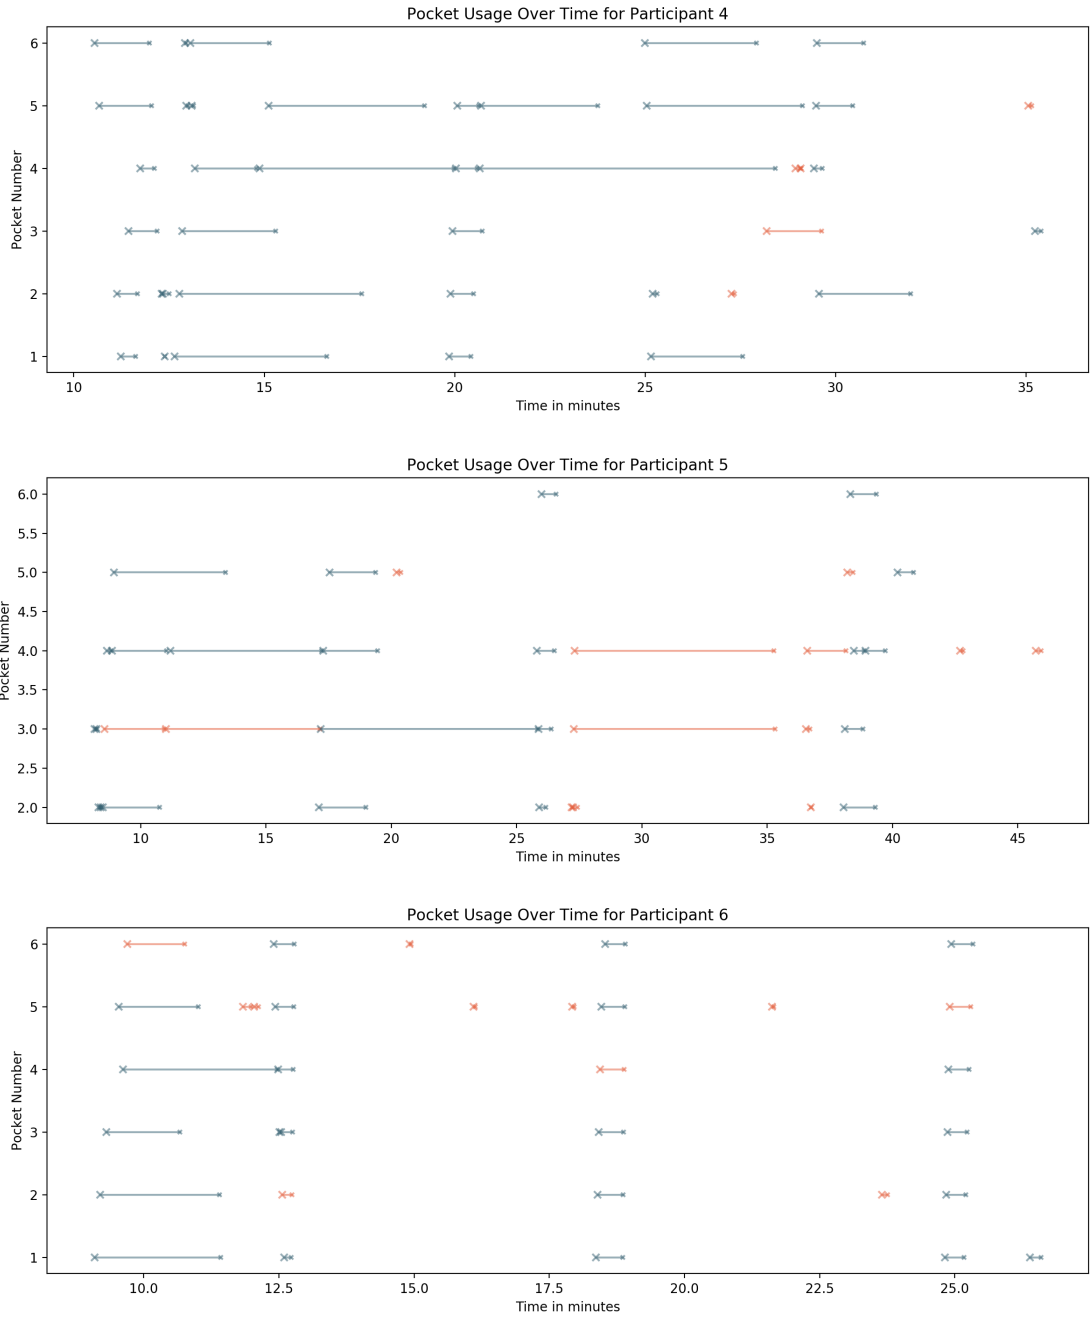 Pocket Usage Over Time for Participant 4
Pocket Number
6
5
4
3
2
1
10 15 20 25 30 35
Time in minutes
Pocket Usage Over Time for Participant 5
Pocket Number
6.0
5.5
5.0
4.5
4.0
3.5
3.0
2.5
2.0
10 15 20 25 30 35 40 45
Time in minutes
Pocket Usage Over Time for Participant 6
Pocket Number
6
5
4
3
2
1
10.0 12.5 15.0 17.5 20.0 22.5 25.0
Time in minutes